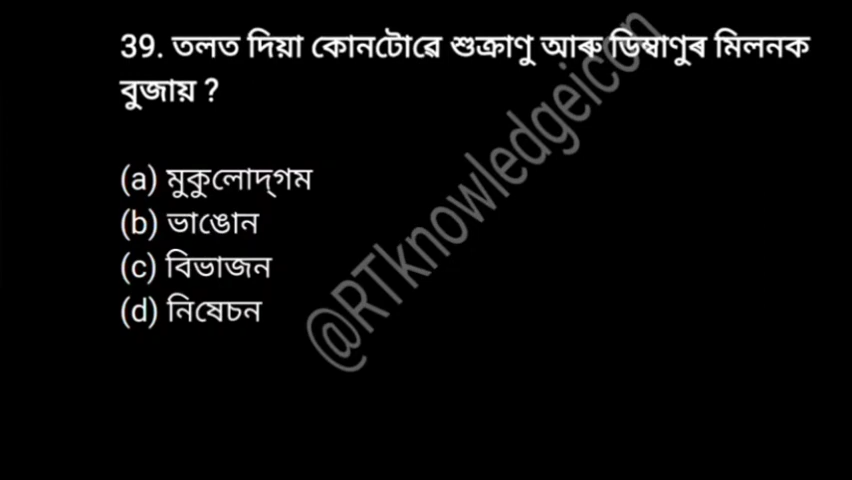 39. তলত দিয়া কোনটোৱে শুক্ৰাণু আৰু ডিম্বাণুৰ মিলনক
বুজায় ?
(a) মুকুলোদ্‌গম
(b) ভাঙোন
(c) বিভাজন
(d) নিষেচন
@RTknowledgeicon